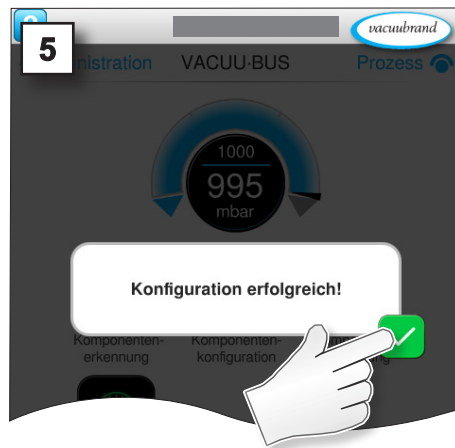 5
vacuubrand
nistration VACUU·BUS Prozess
1000
995
mbar
Konfiguration erfolgreich!
Komponenten- Komponenten-
erkennung konfiguration